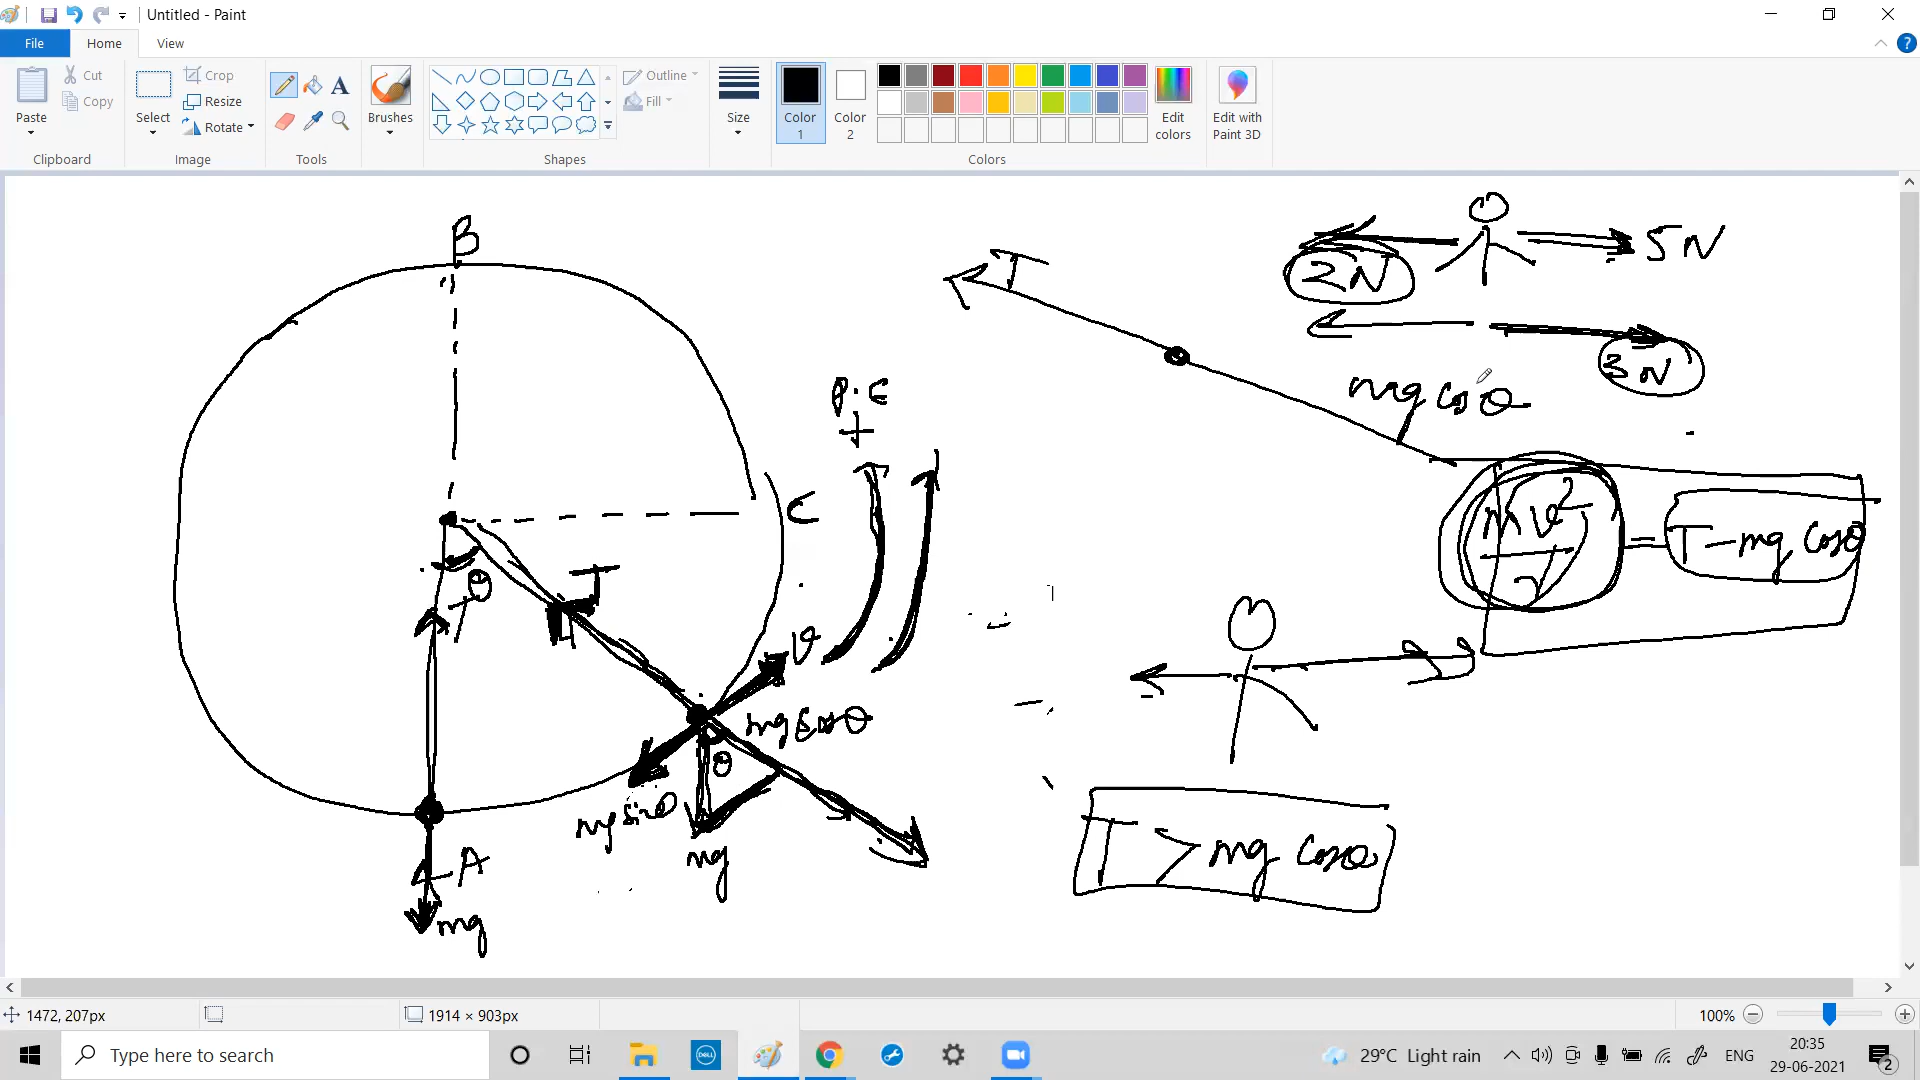 Untitled - Paint
File Home View
Cut
Copy
Paste
Clipboard
Select
Crop
Resize
Rotate
Image
Tools
Brushes
Shapes
Outline
Fill
Size
Color 1
Color 2
Colors
Edit colors
Edit with Paint 3D
B
T
2N
5N
3N
mg cosθ
P.E
C
θ
T
T
v
mv²/r = T - mg cosθ
mg cosθ
θ
mg sinθ
mg
A
mg
T > mg cosθ
1472, 207px
1914 × 903px
100%
Type here to search
DELL
29°C Light rain
ENG
20:35
29-06-2021
2